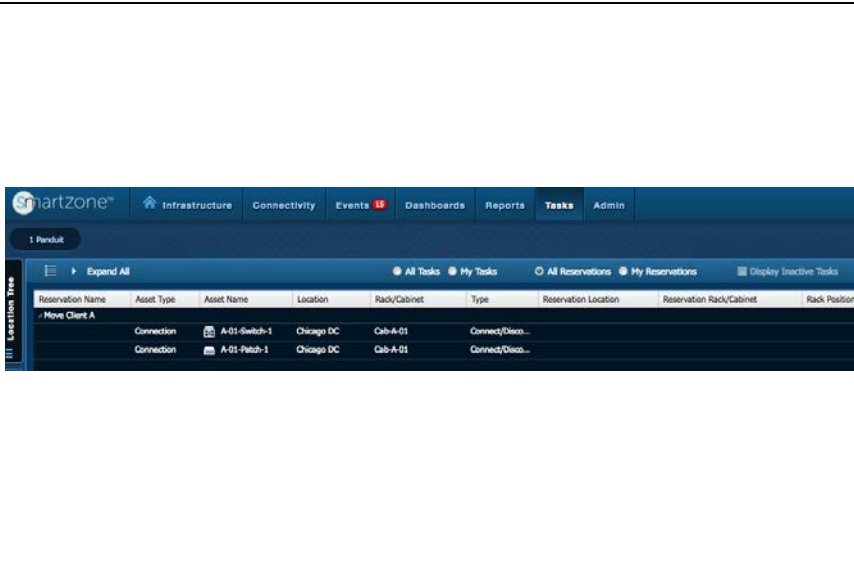 smartzone™ Infrastructure Connectivity Events 15 Dashboards Reports Tasks Admin
1 Panduit
Location Tree
Expand All All Tasks My Tasks All Reservations My Reservations Display Inactive Tasks
Reservation Name Asset Type Asset Name Location Rack/Cabinet Type Reservation Location Reservation Rack/Cabinet Rack Position
Move Client A
Connection A-01-Switch-1 Chicago DC Cab-A-01 Connect/Disco...
Connection A-01-Patch-1 Chicago DC Cab-A-01 Connect/Disco...